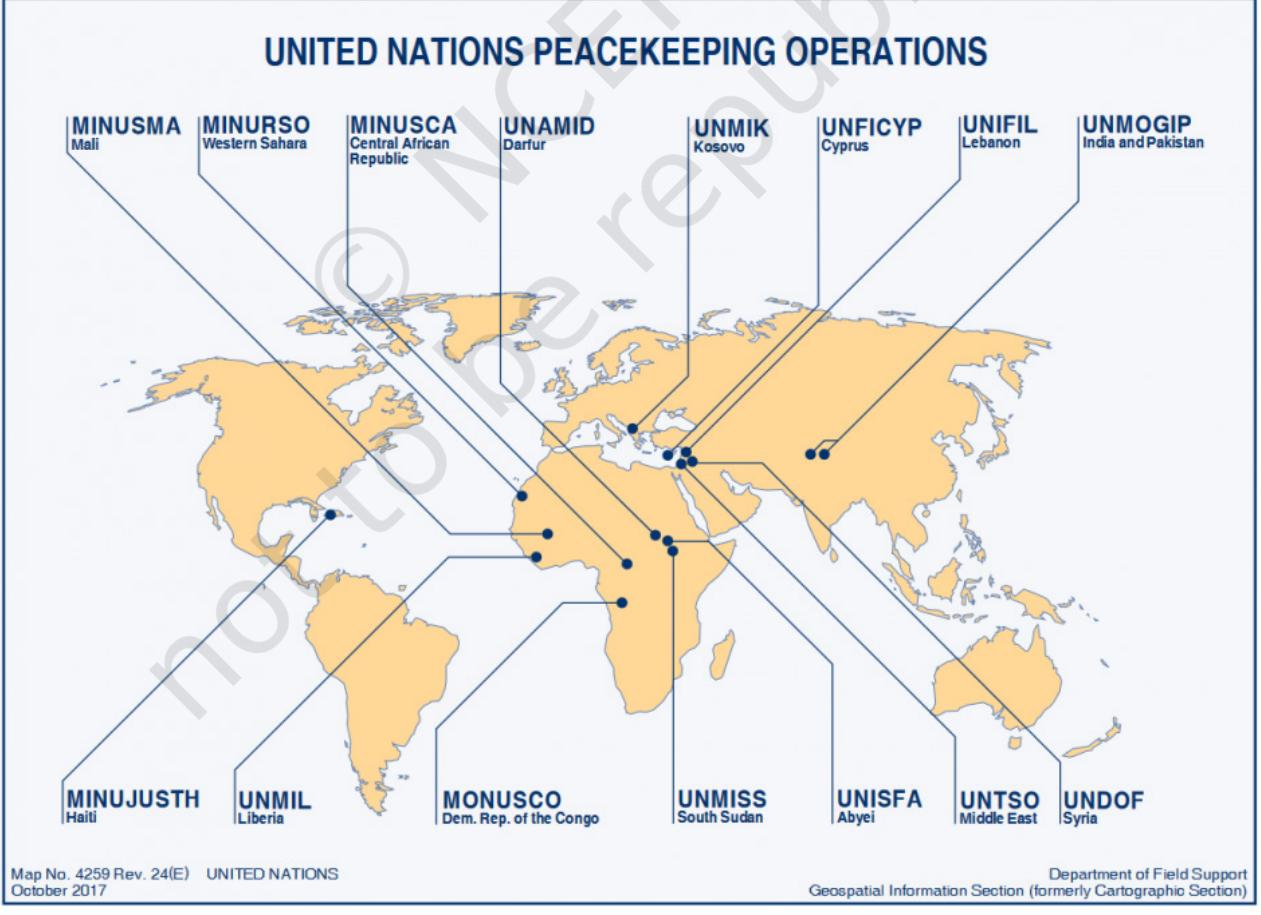 UNITED NATIONS PEACEKEEPING OPERATIONS
MINUSMA
Mali
MINURSO
Western Sahara
MINUSCA
Central African
Republic
UNAMID
Darfur
UNMIK
Kosovo
UNFICYP
Cyprus
UNIFIL
Lebanon
UNMOGIP
India and Pakistan
MINUJUSTH
Haiti
UNMIL
Liberia
MONUSCO
Dem. Rep. of the Congo
UNMISS
South Sudan
UNISFA
Abyei
UNTSO
Middle East
UNDOF
Syria
Map No. 4259 Rev. 24(E) UNITED NATIONS
October 2017
Department of Field Support
Geospatial Information Section (formerly Cartographic Section)
© NCE
not to be repub